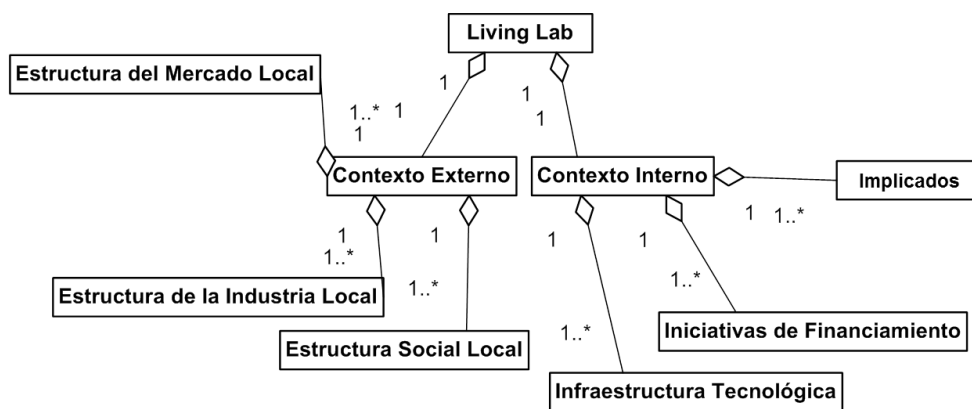 Living Lab
Estructura del Mercado Local
1
1
1..* 1
1
1
Contexto Externo
Contexto Interno
Implicados
1
1
1
1
1
1..*
1..*
1..*
1..*
Estructura de la Industria Local
Iniciativas de Financiamiento
1..*
Estructura Social Local
Infraestructura Tecnológica